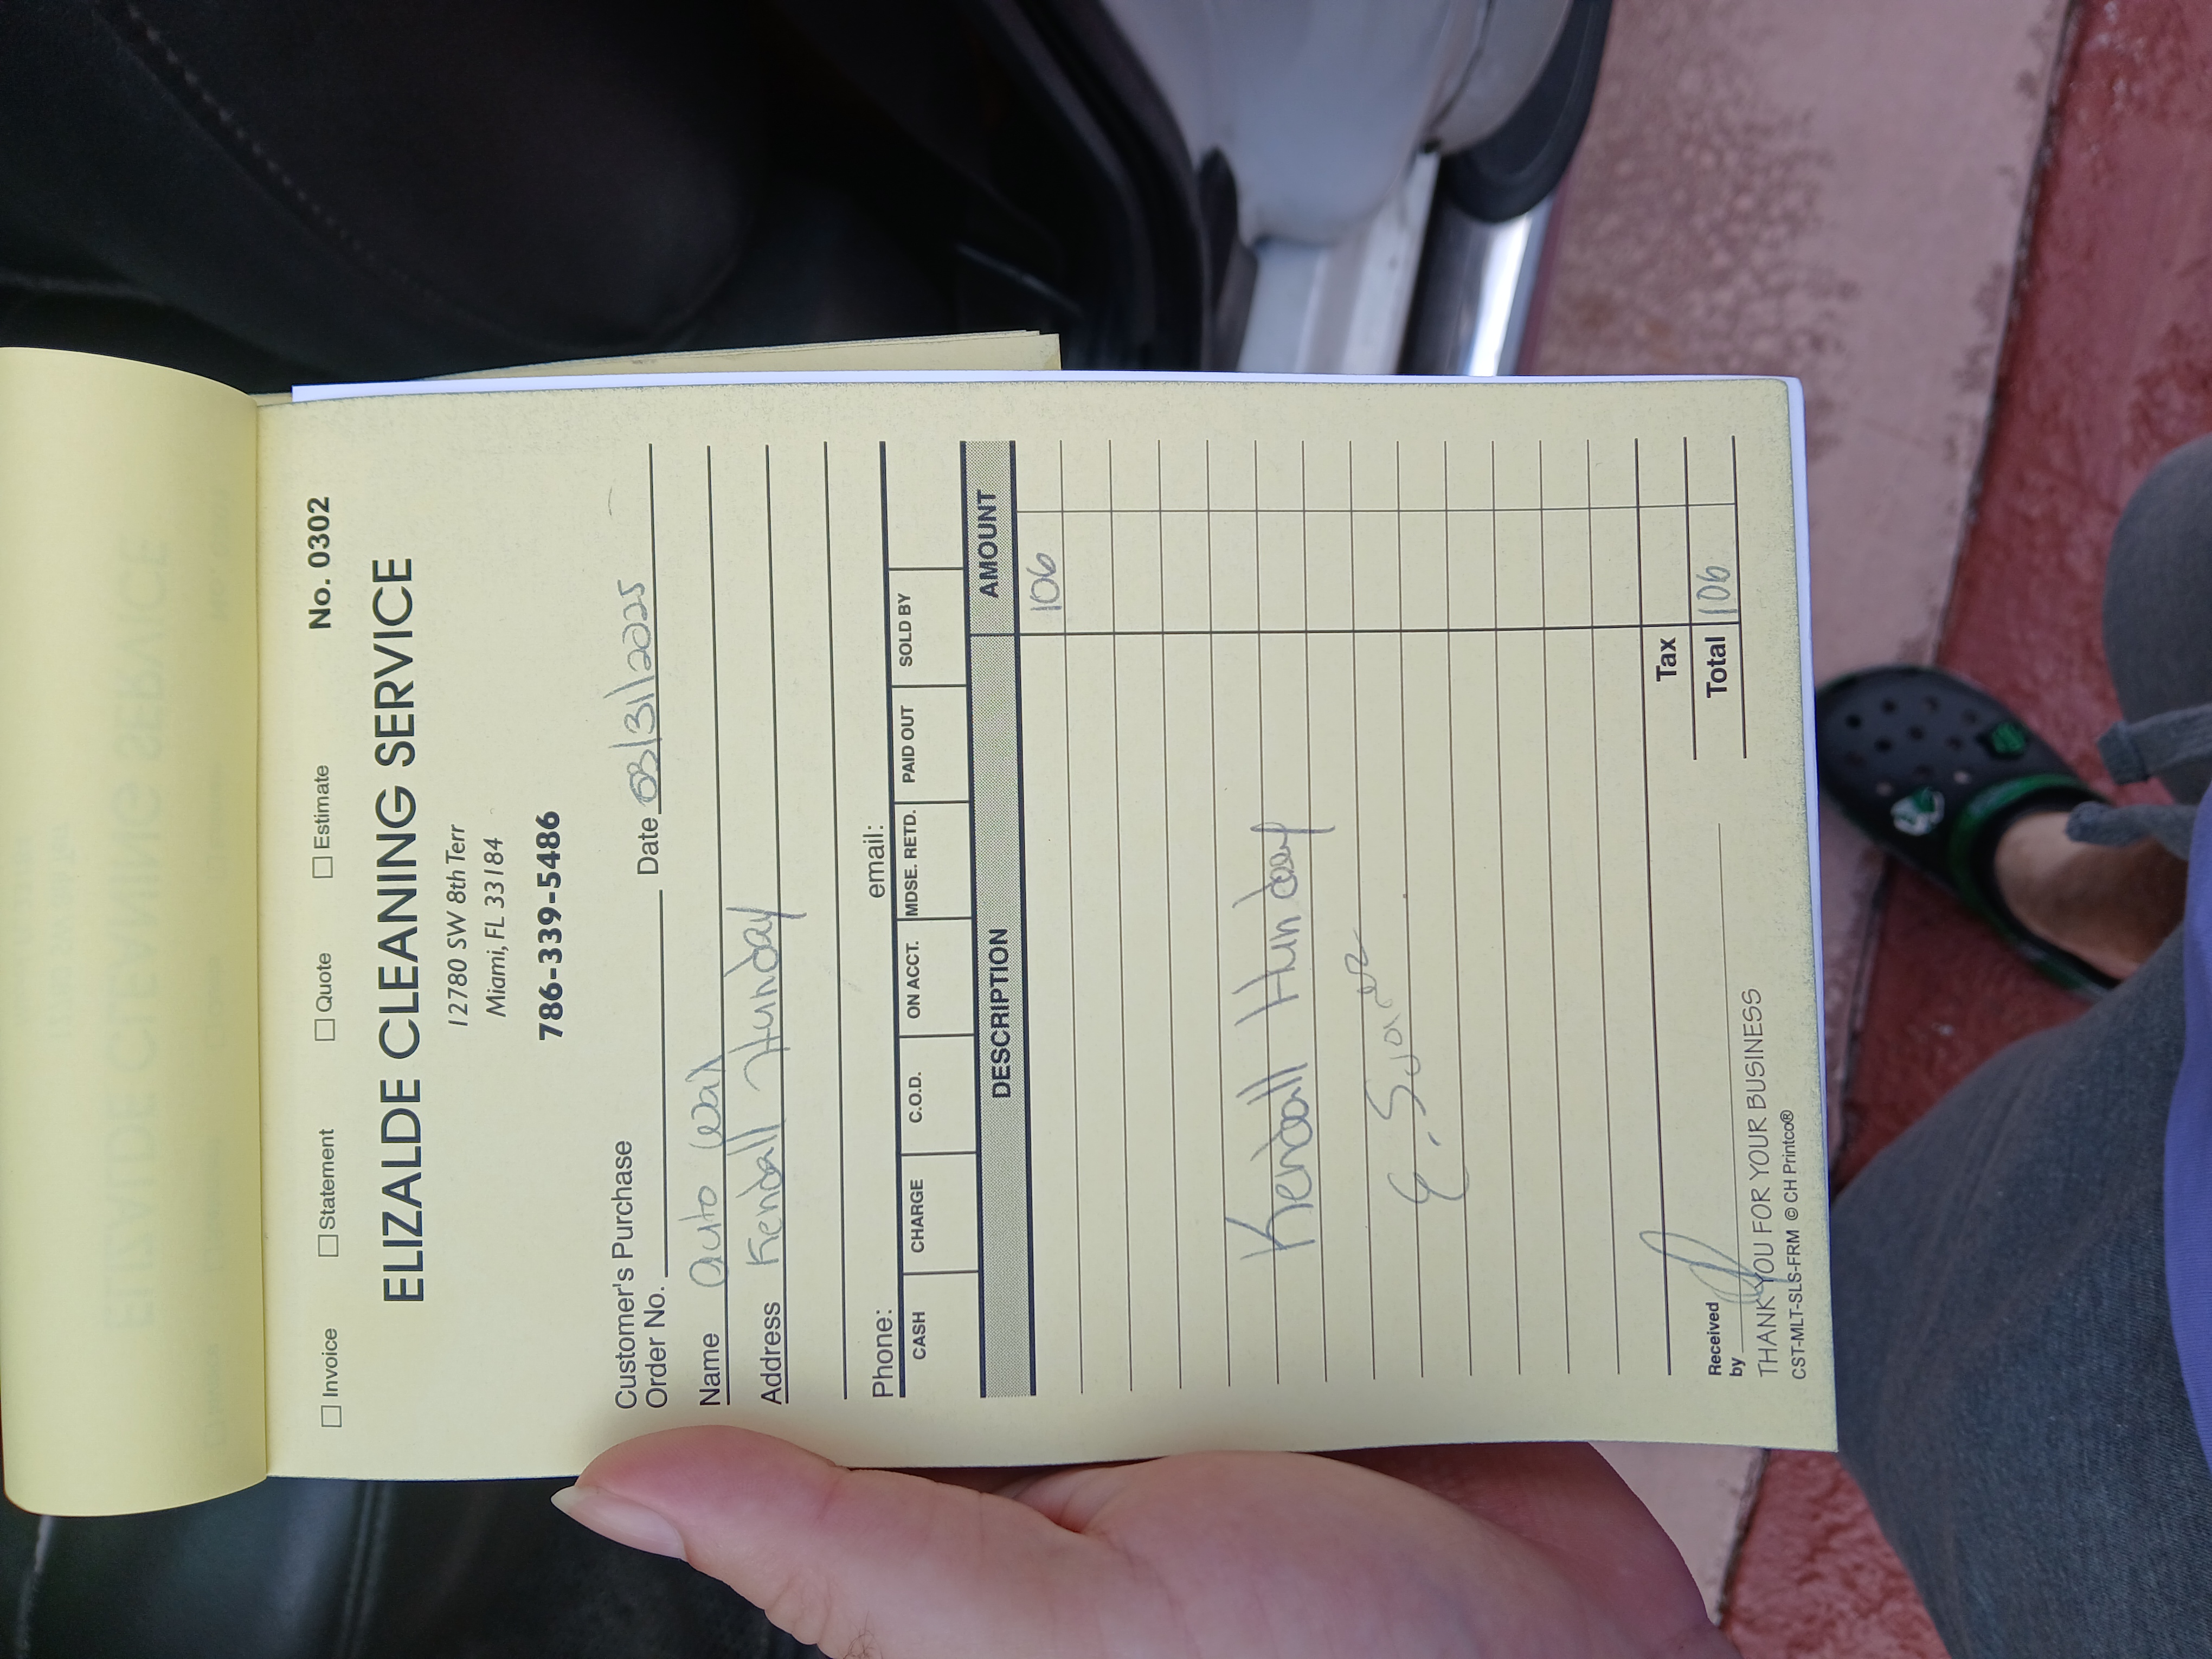 No. 0302
Invoice Statement Quote Estimate
ELIZALDE CLEANING SERVICE
12780 SW 8th Terr
Miami, FL 33184
786-339-5486
Customer's Purchase
Order No. Date 03/31/2025
Name auto wax
Address Kendall Hunday
Phone: email:
CASH CHARGE C.O.D. ON ACCT. MDSE. RETD. PAID OUT SOLD BY
DESCRIPTION AMOUNT
106
Kendall Hunday
Tax
Total 106
Received
by
THANK YOU FOR YOUR BUSINESS
CST-MLT-SLS-FRM © CH Printco®